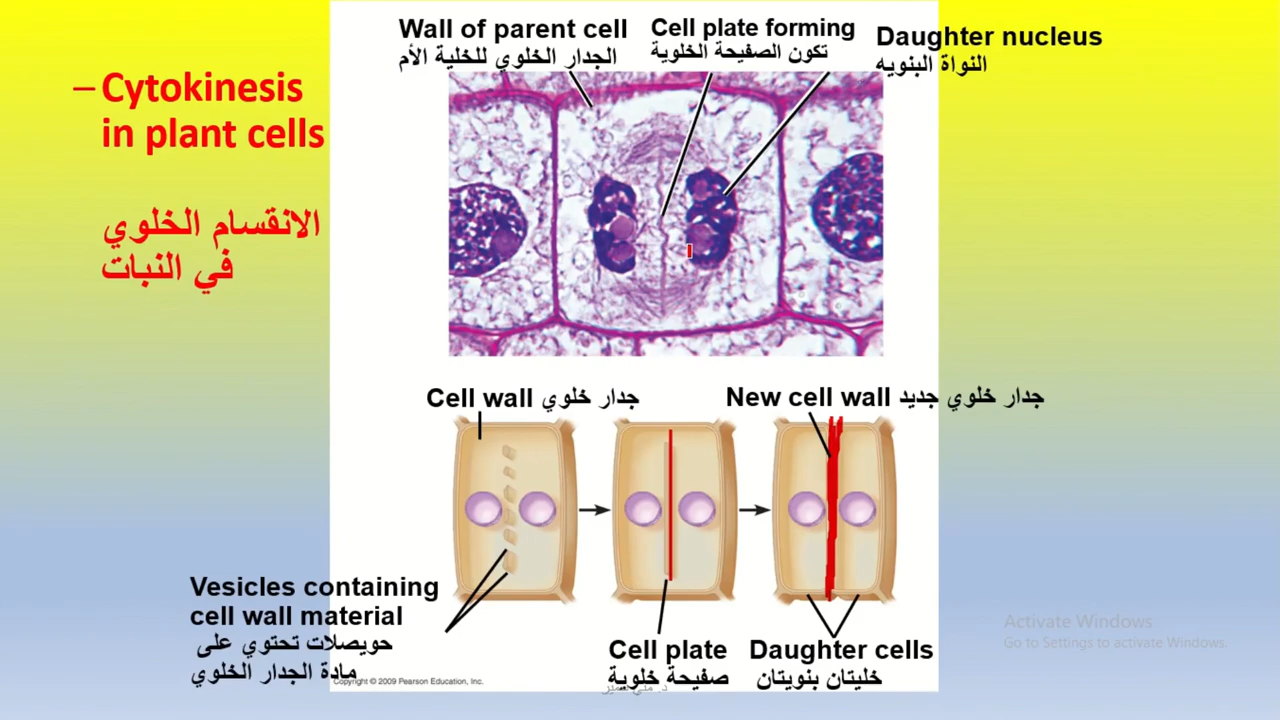 – Cytokinesis
in plant cells
الانقسام الخلوي
في النبات
Wall of parent cell
الجدار الخلوي للخلية الأم
Cell plate forming
تكون الصفيحة الخلوية
Daughter nucleus
النواة البنويه
Cell wall جدار خلوي
New cell wall جدار خلوي جديد
Vesicles containing
cell wall material
حويصلات تحتوي على
مادة الجدار الخلوي
Cell plate
صفيحة خلوية
Daughter cells
خليتان بنويتان
Copyright © 2009 Pearson Education, Inc.
Activate Windows
Go to Settings to activate Windows.